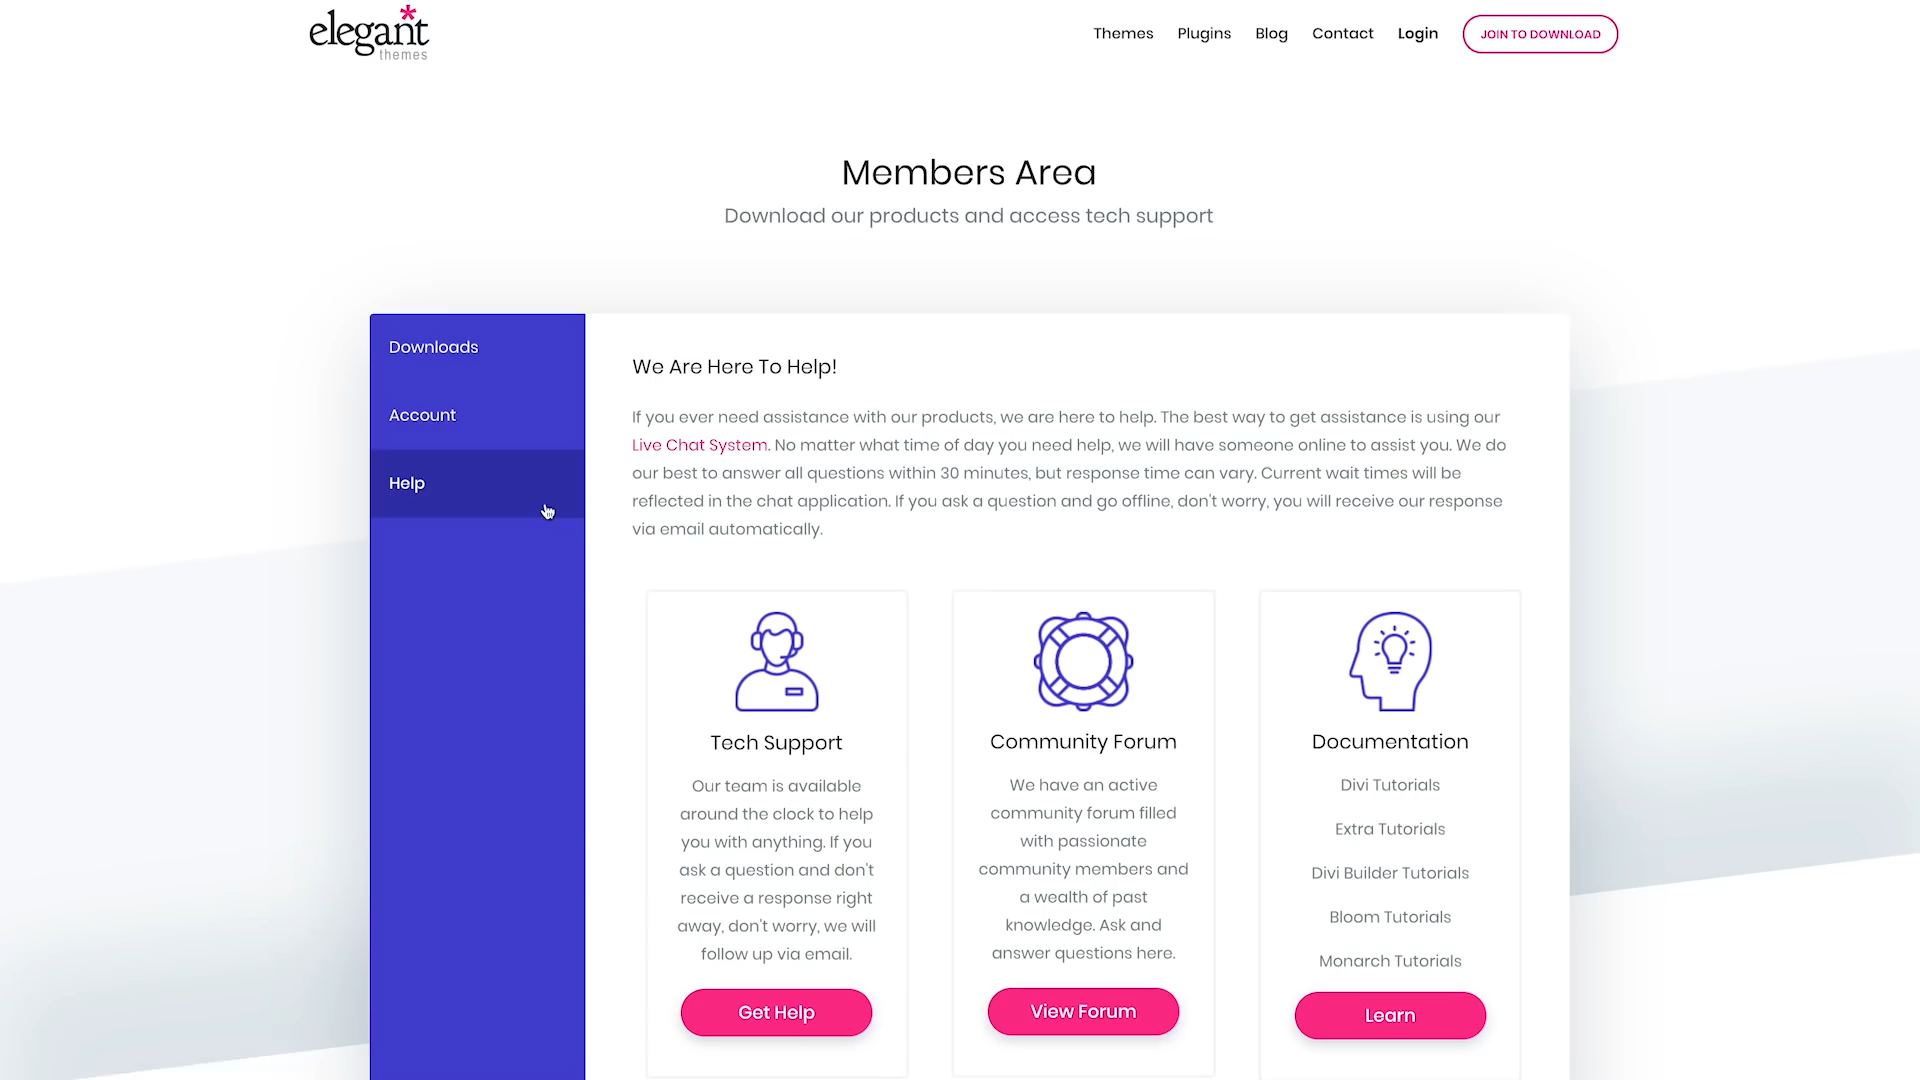 elegant
themes
Themes Plugins Blog Contact Login JOIN TO DOWNLOAD
Members Area
Download our products and access tech support
Downloads
Account
Help
We Are Here To Help!
If you ever need assistance with our products, we are here to help. The best way to get assistance is using our
Live Chat System. No matter what time of day you need help, we will have someone online to assist you. We do
our best to answer all questions within 30 minutes, but response time can vary. Current wait times will be
reflected in the chat application. If you ask a question and go offline, don't worry, you will receive our response
via email automatically.
Tech Support
Our team is available
around the clock to help
you with anything. If you
ask a question and don't
receive a response right
away, don't worry, we will
follow up via email.
Get Help
Community Forum
We have an active
community forum filled
with passionate
community members and
a wealth of past
knowledge. Ask and
answer questions here.
View Forum
Documentation
Divi Tutorials
Extra Tutorials
Divi Builder Tutorials
Bloom Tutorials
Monarch Tutorials
Learn